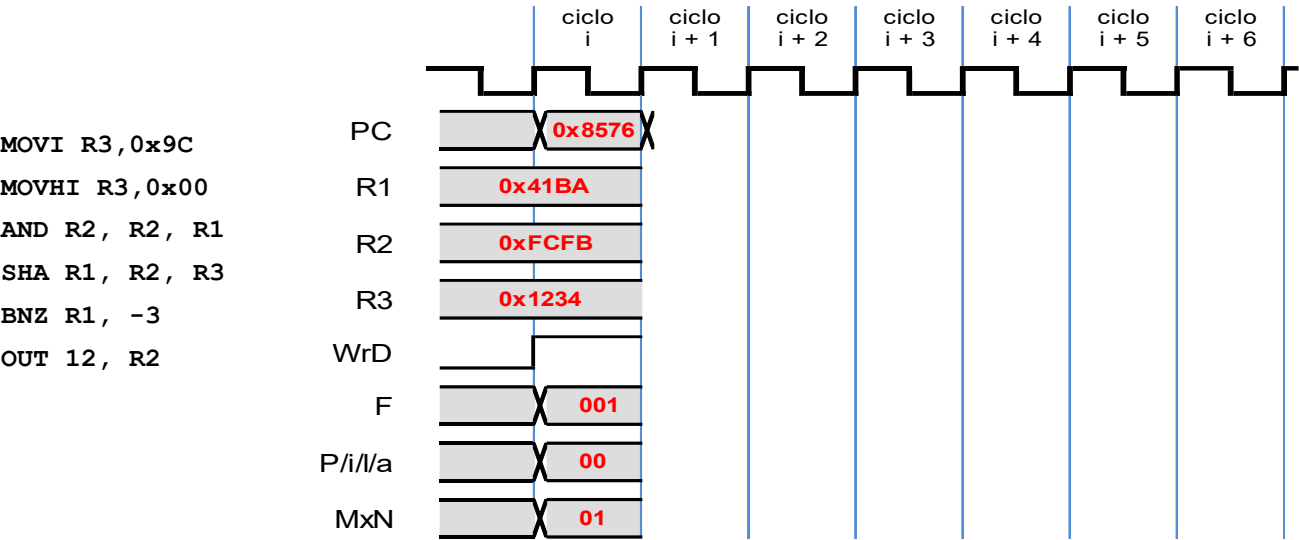 ciclo ciclo ciclo ciclo ciclo ciclo ciclo
i i + 1 i + 2 i + 3 i + 4 i + 5 i + 6
MOVI R3,0x9C
MOVHI R3,0x00
AND R2, R2, R1
SHA R1, R2, R3
BNZ R1, -3
OUT 12, R2
PC 0x8576
R1 0x41BA
R2 0xFCFB
R3 0x1234
WrD
F 001
P/i/l/a 00
MxN 01